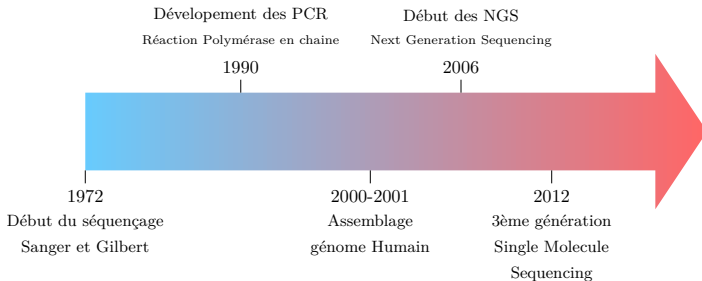 Dévelopement des PCR
Réaction Polymérase en chaine
1990
Début des NGS
Next Generation Sequencing
2006
1972
Début du séquençage
Sanger et Gilbert
2000-2001
Assemblage
génome Humain
2012
3ème génération
Single Molecule
Sequencing